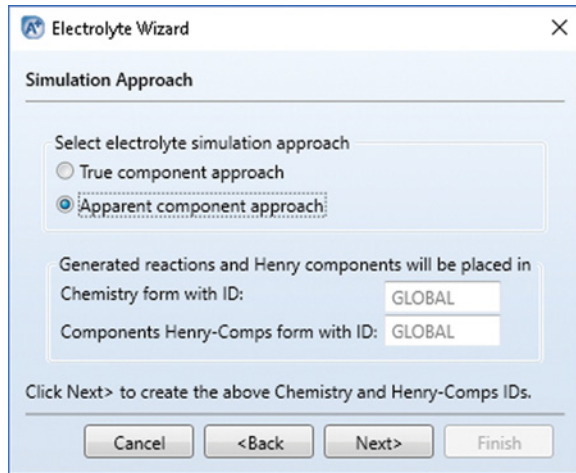 Electrolyte Wizard
Simulation Approach
Select electrolyte simulation approach
True component approach
Apparent component approach
Generated reactions and Henry components will be placed in
Chemistry form with ID: GLOBAL
Components Henry-Comps form with ID: GLOBAL
Click Next> to create the above Chemistry and Henry-Comps IDs.
Cancel <Back Next> Finish